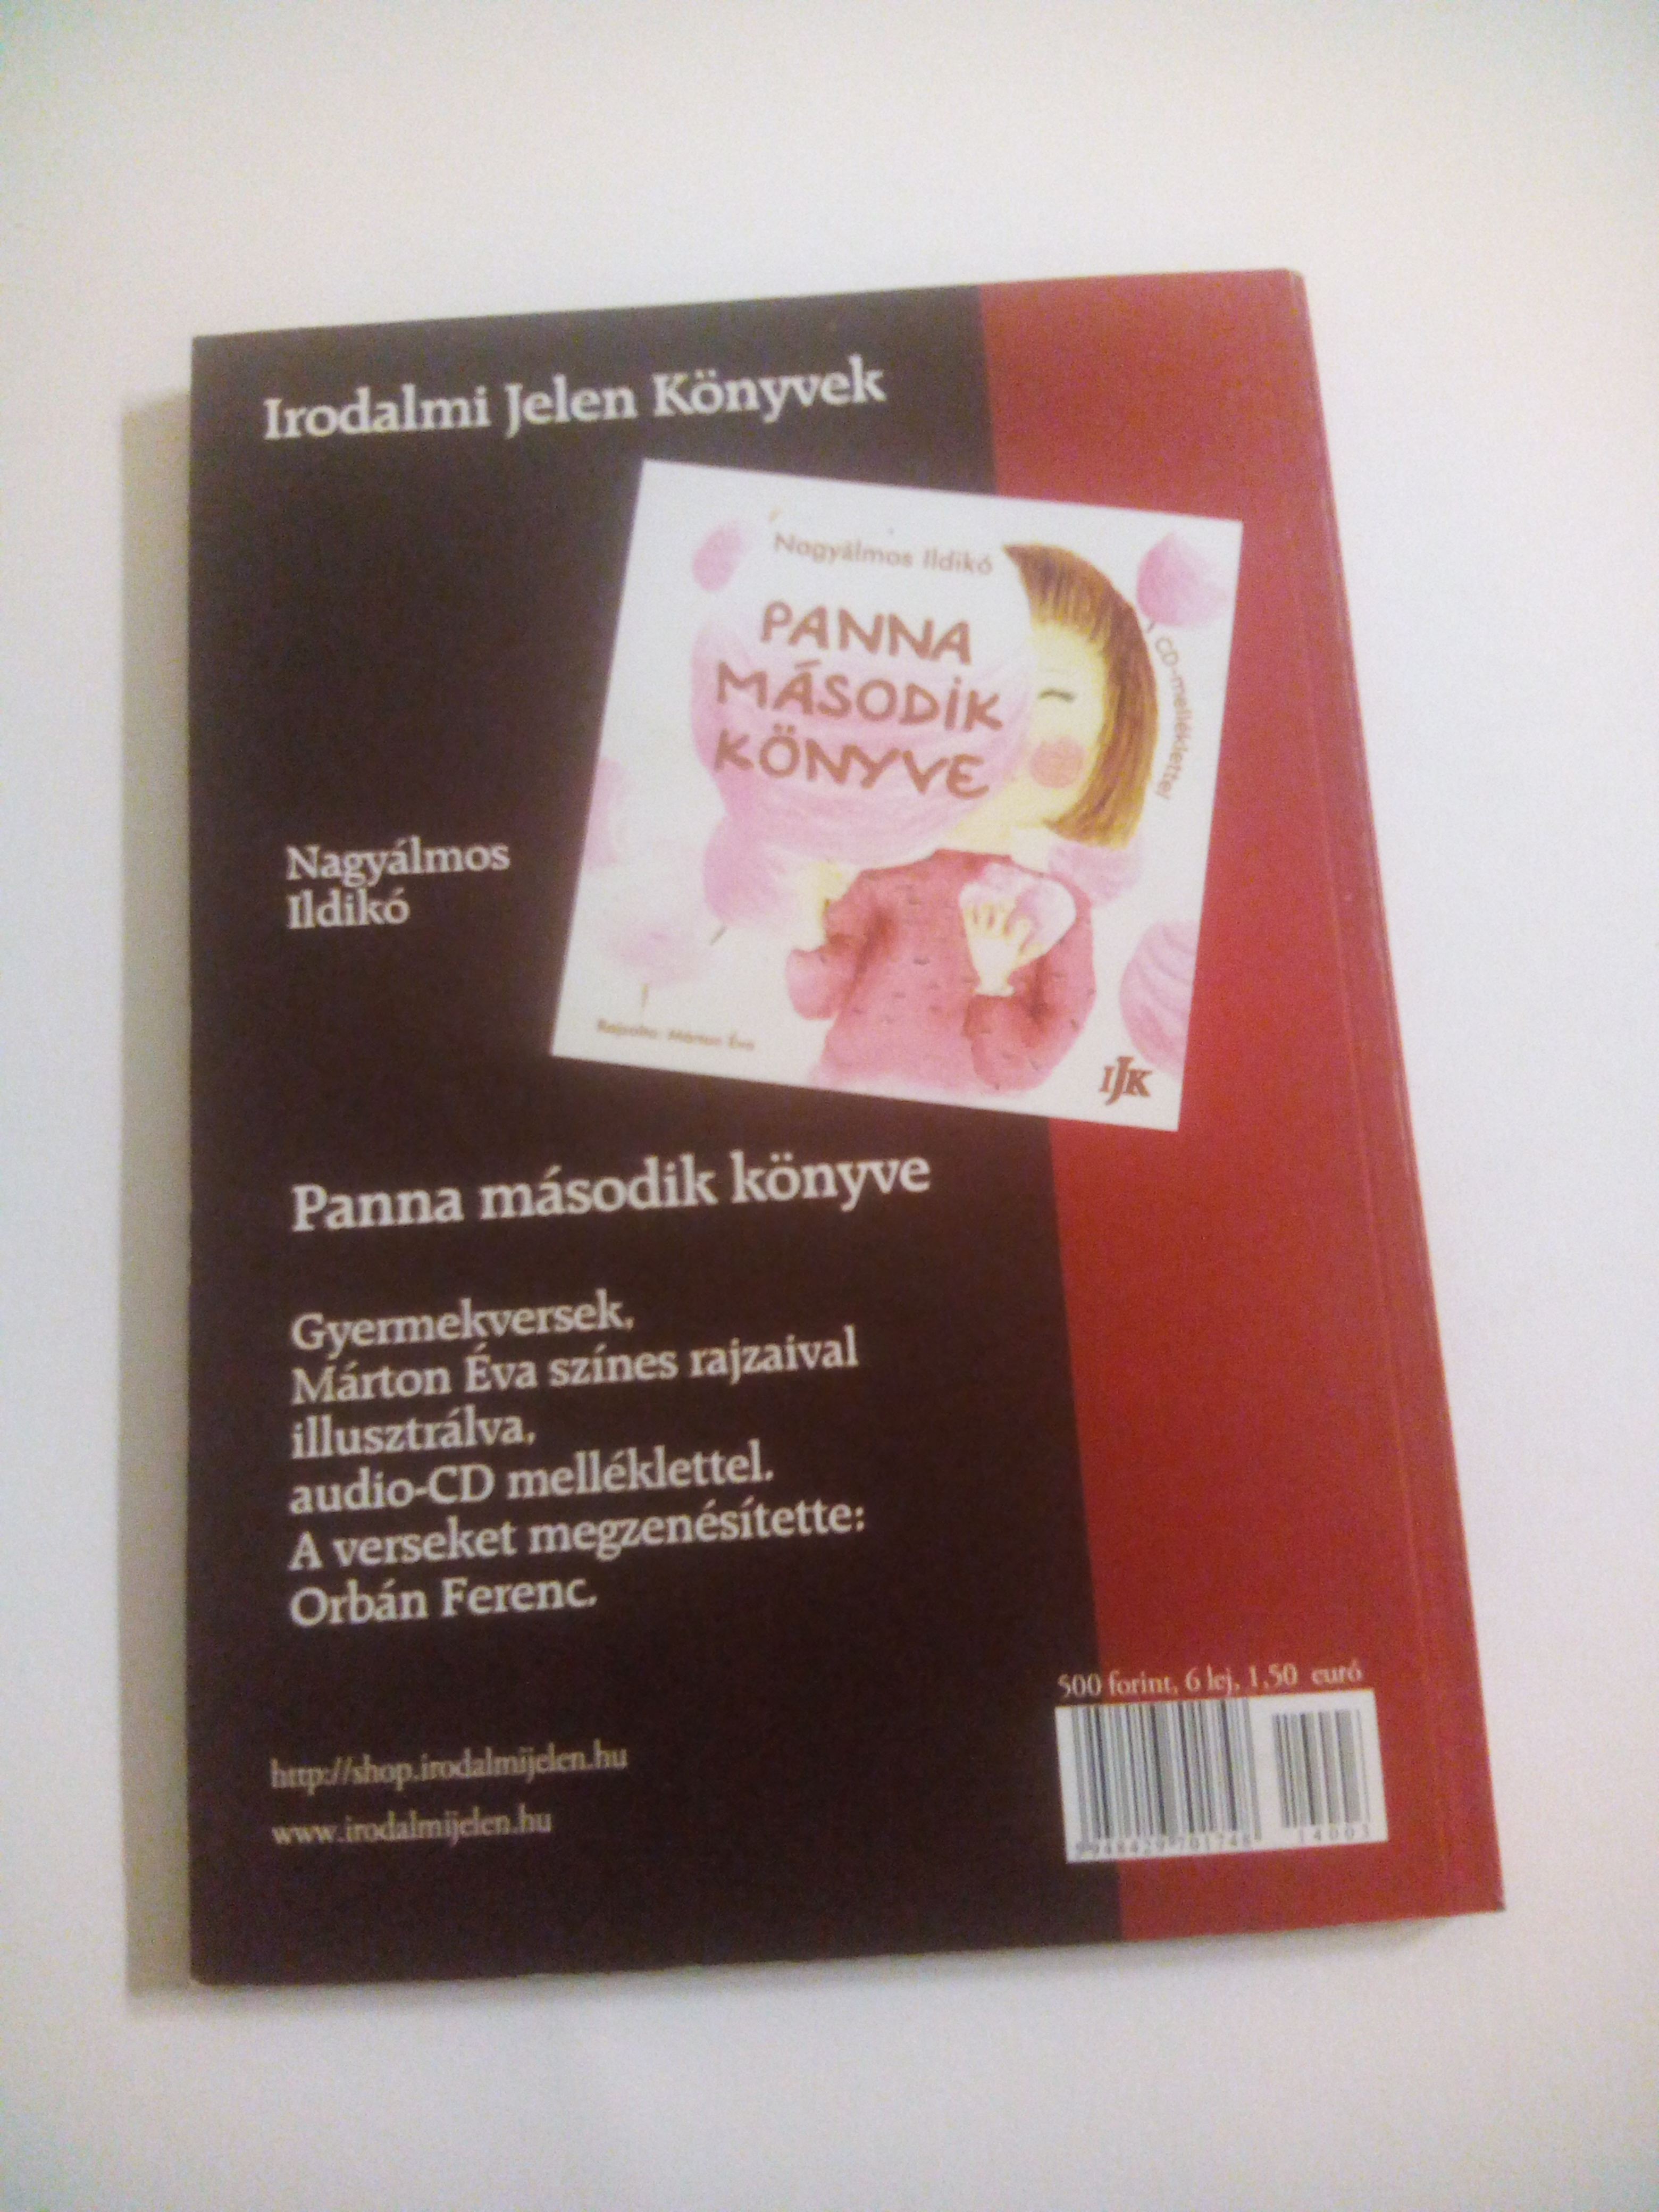 Irodalmi Jelen Könyvek
Nagyálmos Ildikó
PANNA
MÁSODIK
KÖNYVE
CD-melléklettel
Rajzolta: Márton Éva
IJK
Nagyálmos
Ildikó
Panna második könyve
Gyermekversek,
Márton Éva színes rajzaival
illusztrálva,
audio-CD melléklettel.
A verseket megzenésítette:
Orbán Ferenc.
http://shop.irodalmijelen.hu
www.irodalmijelen.hu
500 forint, 6 lej, 1,50 euró
5948429701748
14003